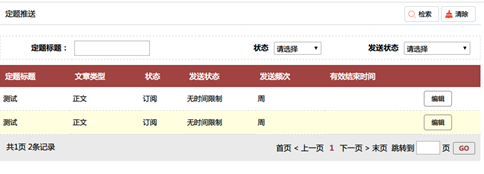 定题推送 检索 清除
定题标题： 状态 请选择 发送状态 请选择
定题标题 文章类型 状态 发送状态 发送频次 有效结束时间
测试 正文 订阅 无时间限制 周 编辑
测试 正文 订阅 无时间限制 周 编辑
共1页 2条记录 首页 < 上一页 1 下一页 > 末页 跳转到 页 GO